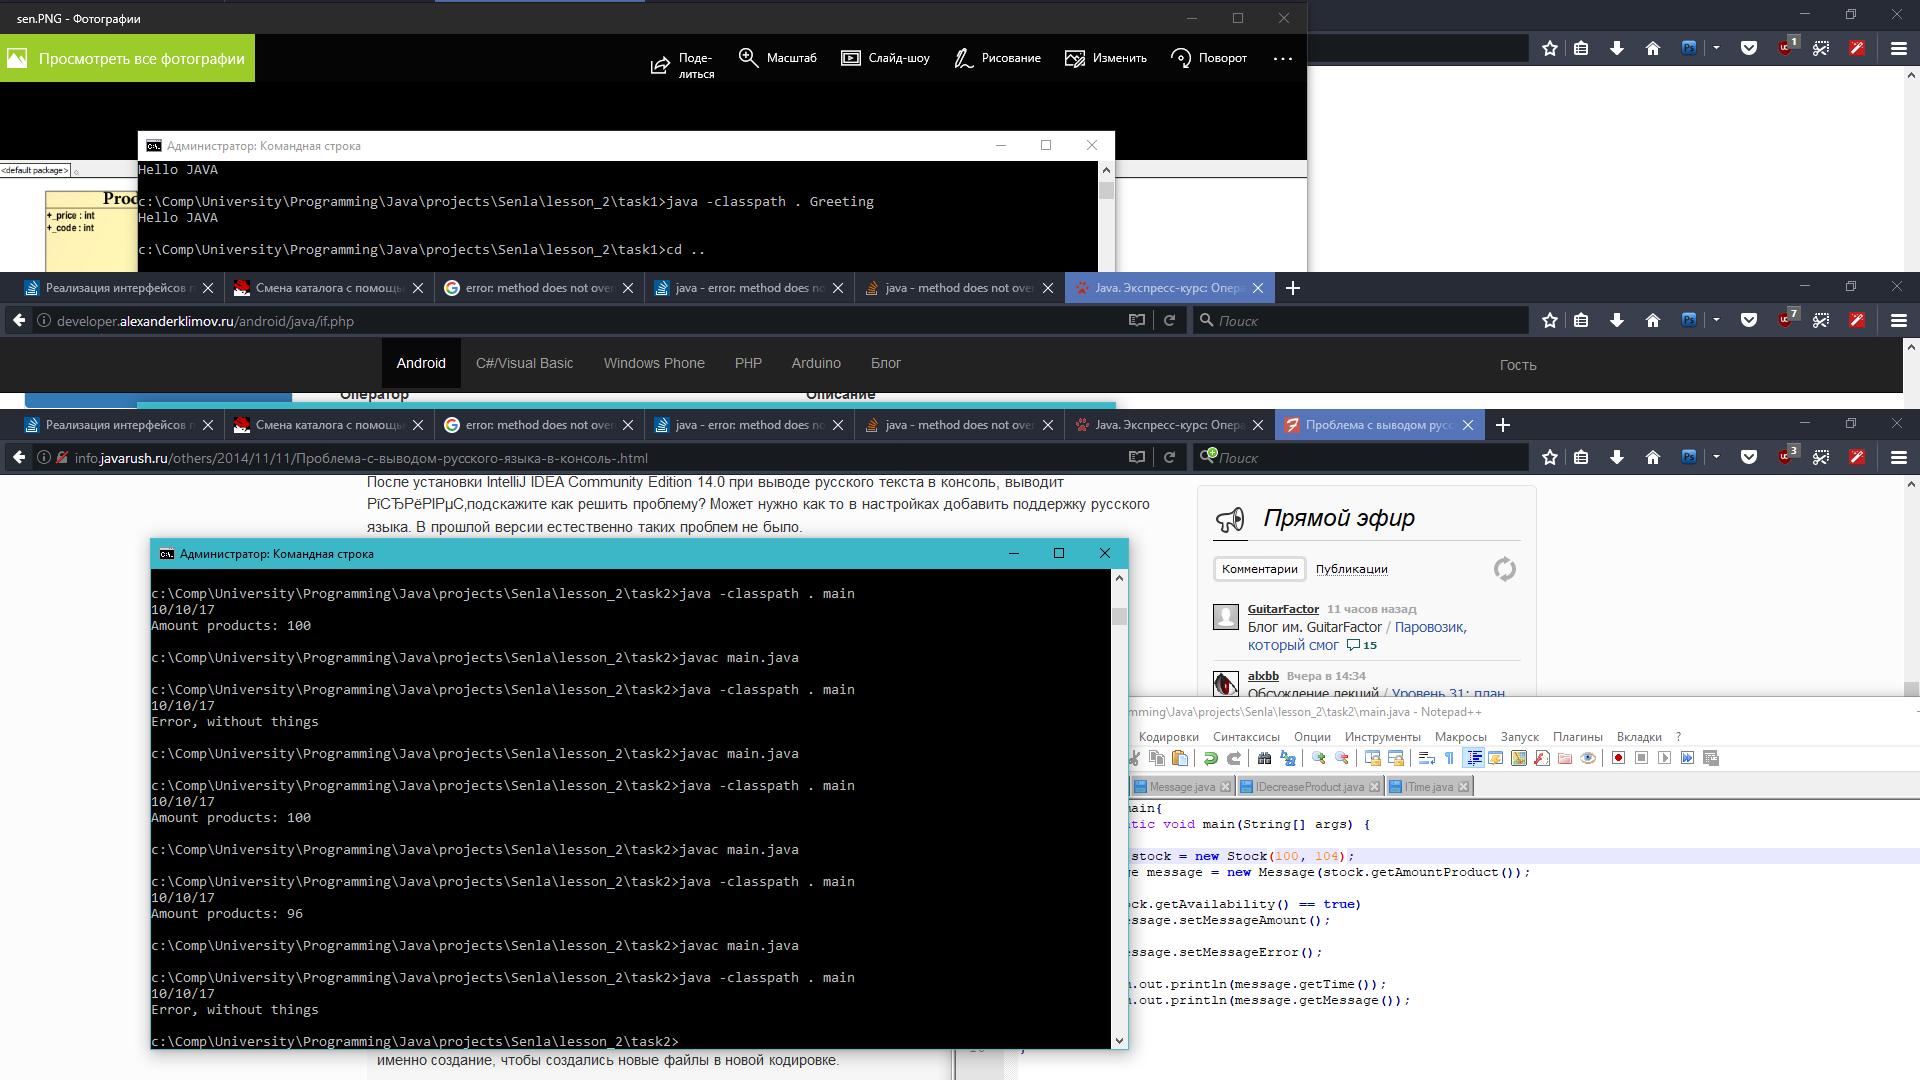 sen.PNG - Фотографии
Просмотреть все фотографии
Поде-
литься
Масштаб
Слайд-шоу
Рисование
Изменить
Поворот
1
Администратор: Командная строка
<default package>
+_price : int
+_code : int
Hello JAVA
c:\Comp\University\Programming\Java\projects\Senla\lesson_2\task1>java -classpath . Greeting
Hello JAVA
c:\Comp\University\Programming\Java\projects\Senla\lesson_2\task1>cd ..
Реализация интерфейсов
Смена каталога с помощью
error: method does not over
java - error: method does no
java - method does not over
Java. Экспресс-курс: Опера
developer.alexanderklimov.ru/android/java/if.php
Поиск
7
Android
C#/Visual Basic
Windows Phone
PHP
Arduino
Блог
Гость
Оператор
Описание
Реализация интерфейсов
Смена каталога с помощью
error: method does not over
java - error: method does no
java - method does not over
Java. Экспресс-курс: Опера
Проблема с выводом русс
info.javarush.ru/others/2014/11/11/Проблема-с-выводом-русского-языка-в-консоль-.html
Поиск
3
После установки IntelliJ IDEA Community Edition 14.0 при выводе русского текста в консоль, выводит
РїСЂРёРІРµС‚подскажите как решить проблему? Может нужно как то в настройках добавить поддержку русского
языка. В прошлой версии естественно таких проблем не было.
Прямой эфир
Комментарии
Публикации
GuitarFactor 11 часов назад
Блог им. GuitarFactor / Паровозик,
который смог 15
alxbb Вчера в 14:34
Обсуждение лекций / Уровень 31: план
Администратор: Командная строка
c:\Comp\University\Programming\Java\projects\Senla\lesson_2\task2>java -classpath . main
10/10/17
Amount products: 100
c:\Comp\University\Programming\Java\projects\Senla\lesson_2\task2>javac main.java
c:\Comp\University\Programming\Java\projects\Senla\lesson_2\task2>java -classpath . main
10/10/17
Error, without things
c:\Comp\University\Programming\Java\projects\Senla\lesson_2\task2>javac main.java
c:\Comp\University\Programming\Java\projects\Senla\lesson_2\task2>java -classpath . main
10/10/17
Amount products: 100
c:\Comp\University\Programming\Java\projects\Senla\lesson_2\task2>javac main.java
c:\Comp\University\Programming\Java\projects\Senla\lesson_2\task2>java -classpath . main
10/10/17
Amount products: 96
c:\Comp\University\Programming\Java\projects\Senla\lesson_2\task2>javac main.java
c:\Comp\University\Programming\Java\projects\Senla\lesson_2\task2>java -classpath . main
10/10/17
Error, without things
c:\Comp\University\Programming\Java\projects\Senla\lesson_2\task2>
именно создание, чтобы создались новые файлы в новой кодировке.
mming\Java\projects\Senla\lesson_2\task2\main.java - Notepad++
Кодировки Синтаксисы Опции Инструменты Макросы Запуск Плагины Вкладки ?
Message.java
IDecreaseProduct.java
ITime.java
ain{
tic void main(String[] args) {
stock = new Stock(100, 104);
ge message = new Message(stock.getAmountProduct());
ck.getAvailability() == true)
ssage.setMessageAmount();
ssage.setMessageError();
.out.println(message.getTime());
.out.println(message.getMessage());